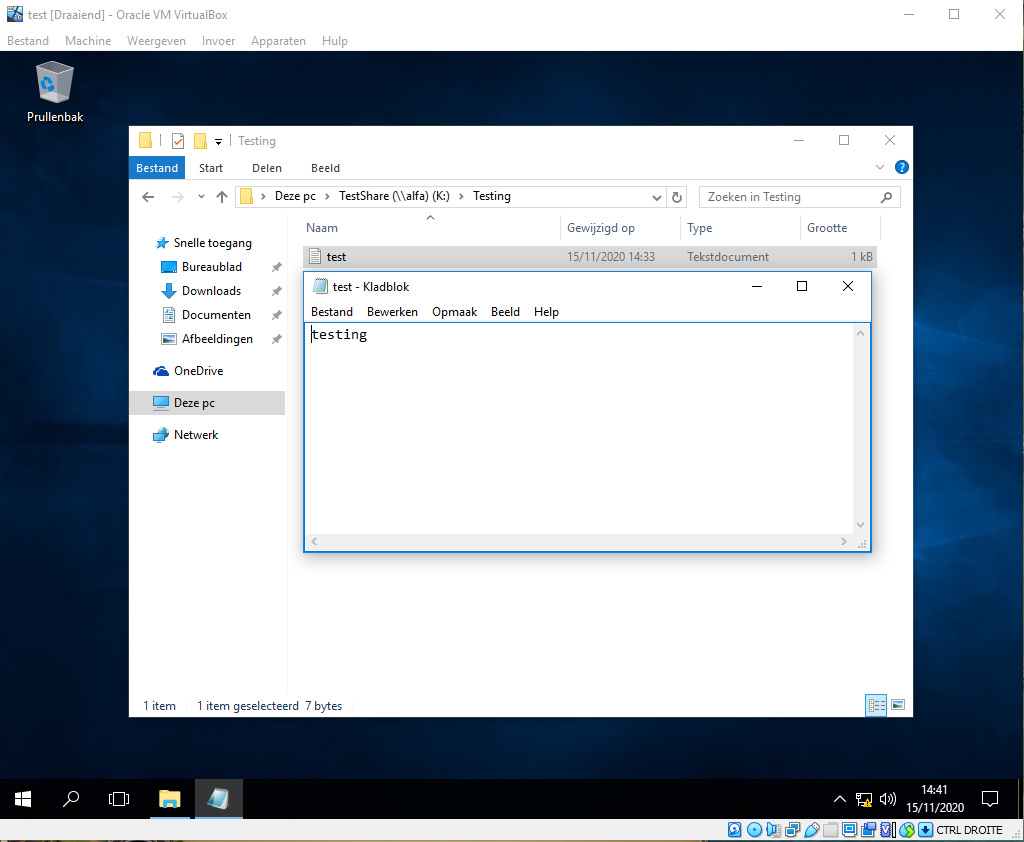 test [Draaiend] - Oracle VM VirtualBox
Bestand Machine Weergeven Invoer Apparaten Hulp
Prullenbak
Testing
Bestand Start Delen Beeld
Deze pc TestShare (\\alfa) (K:) Testing
Zoeken in Testing
Naam Gewijzigd op Type Grootte
test 15/11/2020 14:33 Tekstdocument 1 kB
Snelle toegang
Bureaublad
Downloads
Documenten
Afbeeldingen
OneDrive
Deze pc
Netwerk
test - Kladblok
Bestand Bewerken Opmaak Beeld Help
testing
1 item 1 item geselecteerd 7 bytes
14:41
15/11/2020
CTRL DROITE